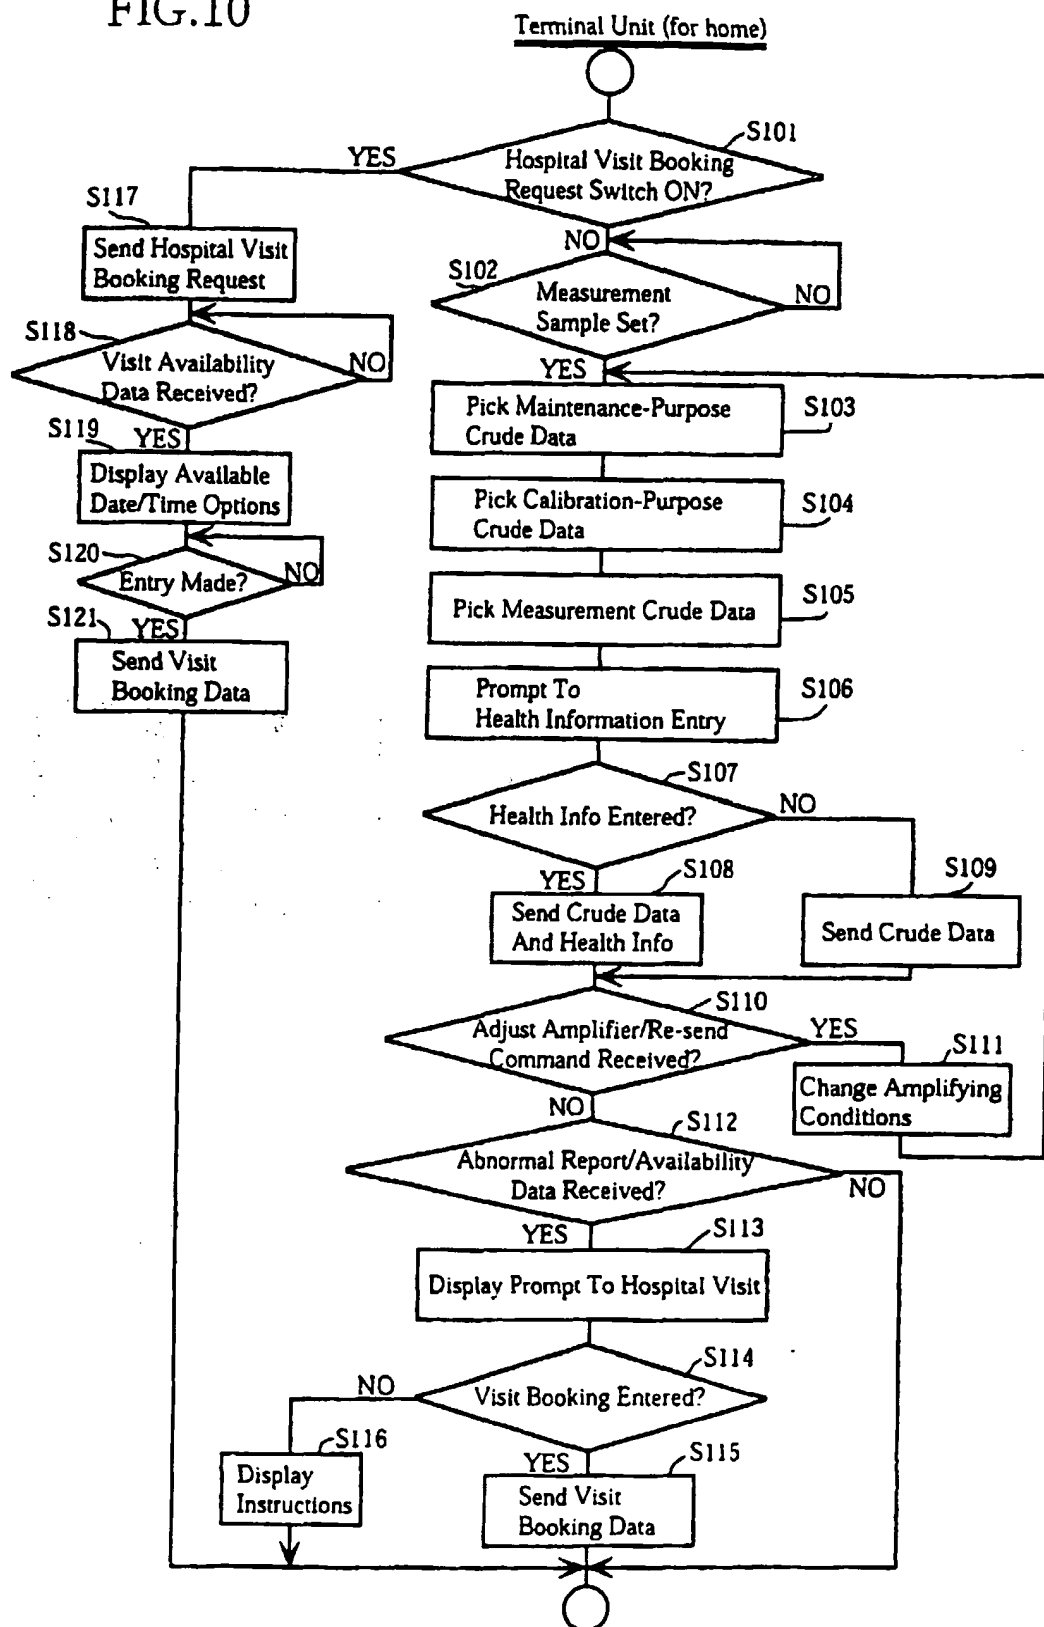 FIG.10
Terminal Unit (for home)
S101
YES
Hospital Visit Booking
Request Switch ON?
S117
NO
Send Hospital Visit
Booking Request
S102
Measurement
Sample Set?
NO
S118
Visit Availability
Data Received?
NO
YES
Pick Maintenance-Purpose
Crude Data
S103
S119
YES
Display Available
Date/Time Options
Pick Calibration-Purpose
Crude Data
S104
S120
Entry Made?
NO
Pick Measurement Crude Data
S105
S121
YES
Send Visit
Booking Data
Prompt To
Health Information Entry
S106
S107
Health Info Entered?
NO
YES
S108
S109
Send Crude Data
And Health Info
Send Crude Data
S110
Adjust Amplifier/Re-send
Command Received?
YES
S111
Change Amplifying
Conditions
NO
S112
Abnormal Report/Availability
Data Received?
NO
YES
S113
Display Prompt To Hospital Visit
S114
NO
Visit Booking Entered?
S116
YES
S115
Display
Instructions
Send Visit
Booking Data